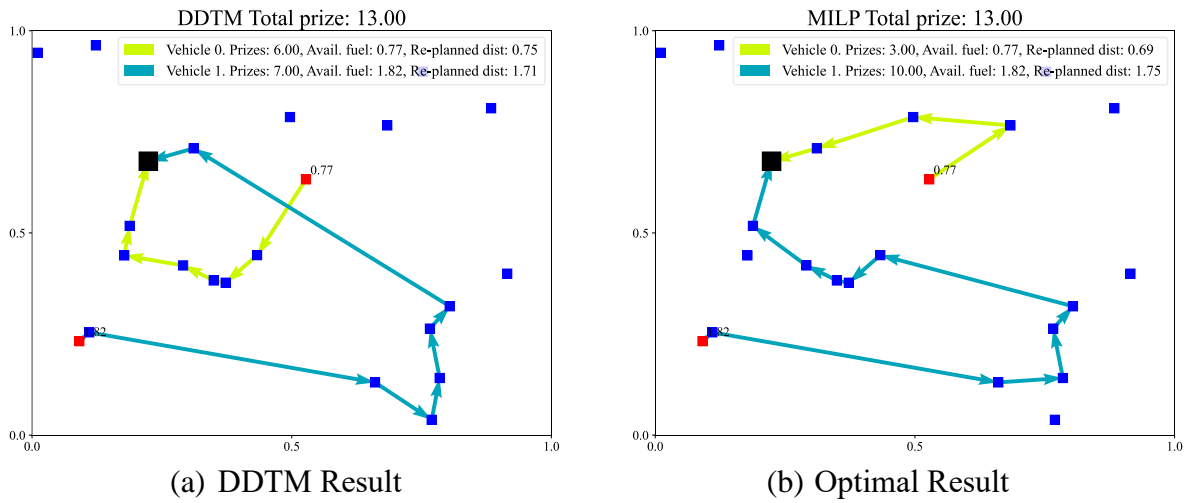 DDTM Total prize: 13.00
1.0
Vehicle 0. Prizes: 6.00, Avail. fuel: 0.77, Re-planned dist: 0.75
Vehicle 1. Prizes: 7.00, Avail. fuel: 1.82, Re-planned dist: 1.71
0.77
0.5
82
0.0
0.0
0.5
1.0
(a) DDTM Result
MILP Total prize: 13.00
1.0
Vehicle 0. Prizes: 3.00, Avail. fuel: 0.77, Re-planned dist: 0.69
Vehicle 1. Prizes: 10.00, Avail. fuel: 1.82, Re-planned dist: 1.75
0.77
0.5
82
0.0
0.0
0.5
1.0
(b) Optimal Result